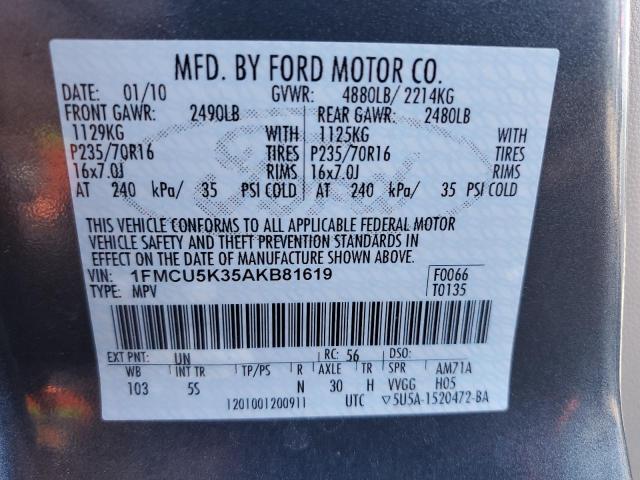 MFD. BY FORD MOTOR CO.
DATE: 01/10 GVWR: 4880LB/ 2214KG
FRONT GAWR: 2490LB REAR GAWR: 2480LB
1129KG WITH 1125KG WITH
P235/70R16 TIRES P235/70R16 TIRES
16x7.0J RIMS 16x7.0J RIMS
AT 240 kPa/ 35 PSI COLD AT 240 kPa/ 35 PSI COLD
THIS VEHICLE CONFORMS TO ALL APPLICABLE FEDERAL MOTOR
VEHICLE SAFETY AND THEFT PREVENTION STANDARDS IN
EFFECT ON THE DATE OF MANUFACTURE SHOWN ABOVE.
VIN: 1FMCU5K35AKB81619 F0066
TYPE: MPV T0135
EXT PNT: UN RC: 56 DSO:
WB INT TR TP/PS R AXLE TR SPR AM71A
103 5S N 30 H VVGG H05
1201001200911 UTC ▽5U5A-1520472-BA